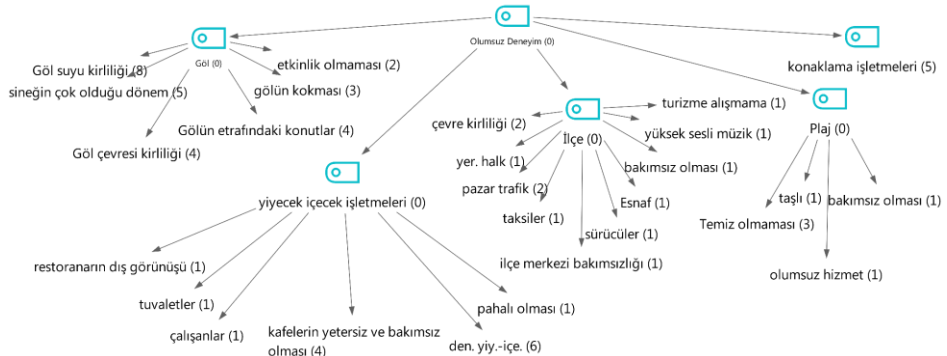 Olumsuz Deneyim (0)
Göl (0)
Göl suyu kirliliği (8)
etkinlik olmaması (2)
sineğin çok olduğu dönem (5)
gölün kokması (3)
Gölün etrafındaki konutlar (4)
Göl çevresi kirliliği (4)
yiyecek içecek işletmeleri (0)
restoranarın dış görünüşü (1)
tuvaletler (1)
çalışanlar (1)
kafelerin yetersiz ve bakımsız
olması (4)
den. yiy.-içe. (6)
pahalı olması (1)
İlçe (0)
çevre kirliliği (2)
yer. halk (1)
pazar trafik (2)
taksiler (1)
ilçe merkezi bakımsızlığı (1)
sürücüler (1)
Esnaf (1)
bakımsız olması (1)
yüksek sesli müzik (1)
turizme alışmama (1)
konaklama işletmeleri (5)
Plaj (0)
Temiz olmaması (3)
taşlı (1)
olumsuz hizmet (1)
bakımsız olması (1)